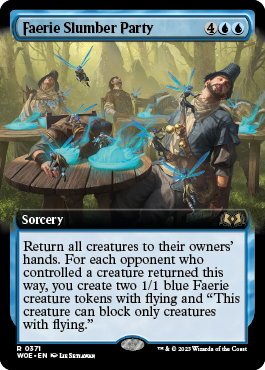 Faerie Slumber Party 4
Sorcery
Return all creatures to their owners'
hands. For each opponent who
controlled a creature returned this
way, you create two 1/1 blue Faerie
creature tokens with flying and “This
creature can block only creatures
with flying.”
R 0371
WOE • EN Lie Setiawan
™ & © 2023 Wizards of the Coast